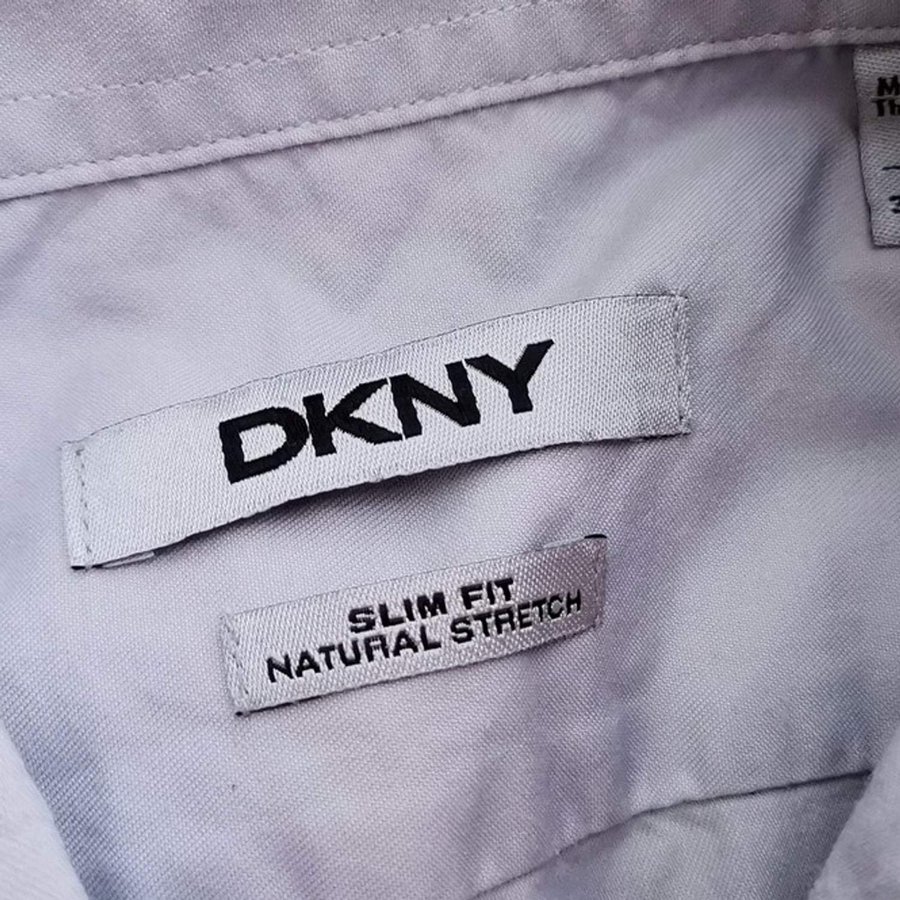 DKNY
SLIM FIT
NATURAL STRETCH